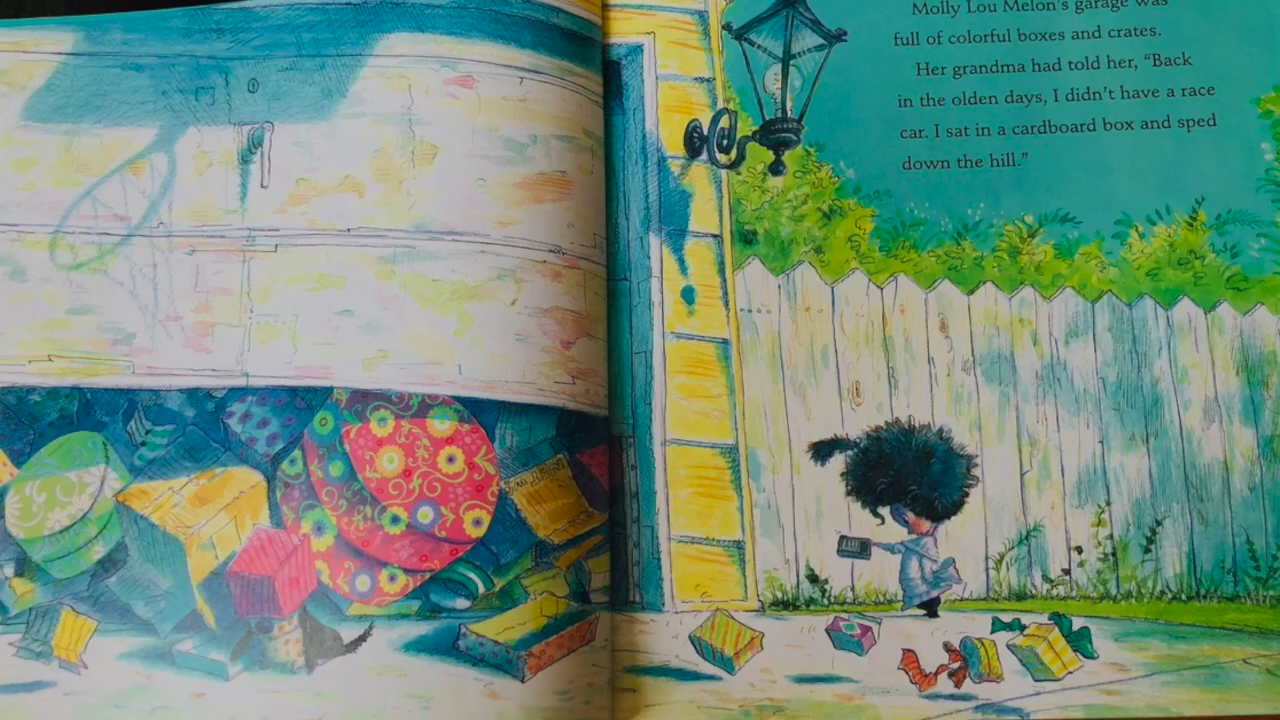 Molly Lou Melon's garage was
full of colorful boxes and crates.
Her grandma had told her, “Back
in the olden days, I didn't have a race
car. I sat in a cardboard box and sped
down the hill.”